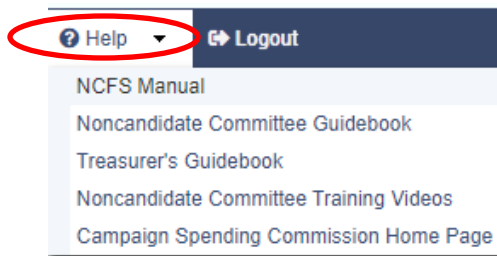 Help Logout
NCFS Manual
Noncandidate Committee Guidebook
Treasurer's Guidebook
Noncandidate Committee Training Videos
Campaign Spending Commission Home Page